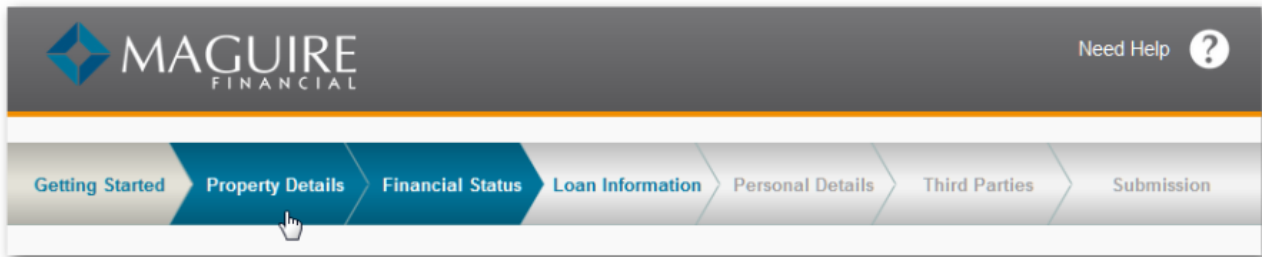 MAGUIRE
FINANCIAL
Need Help ?
Getting Started Property Details Financial Status Loan Information Personal Details Third Parties Submission